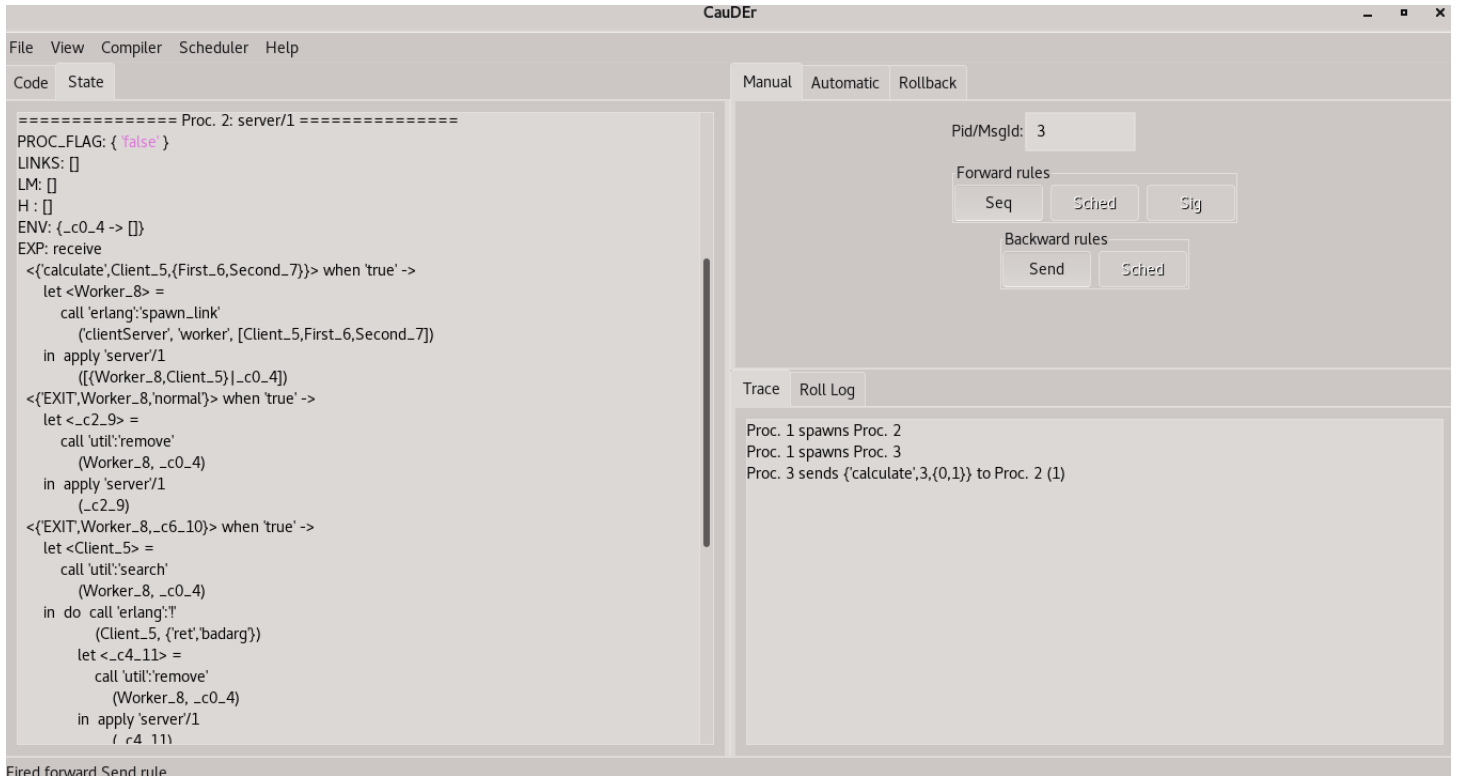 CauDEr
File View Compiler Scheduler Help
Code State
=============== Proc. 2: server/1 ===============
PROC_FLAG: { 'false' }
LINKS: []
LM: []
H : []
ENV: {_c0_4 -> []}
EXP: receive
<{'calculate',Client_5,{First_6,Second_7}}> when 'true' ->
let <Worker_8> =
call 'erlang':'spawn_link'
('clientServer', 'worker', [Client_5,First_6,Second_7])
in apply 'server'/1
([{Worker_8,Client_5}|_c0_4])
<{'EXIT',Worker_8,'normal'}> when 'true' ->
let <_c2_9> =
call 'util':'remove'
(Worker_8, _c0_4)
in apply 'server'/1
(_c2_9)
<{'EXIT',Worker_8,_c6_10}> when 'true' ->
let <Client_5> =
call 'util':'search'
(Worker_8, _c0_4)
in do call 'erlang':'!'
(Client_5, {'ret','badarg'})
let <_c4_11> =
call 'util':'remove'
(Worker_8, _c0_4)
in apply 'server'/1
(_c4_11)
Manual Automatic Rollback
Pid/MsgId: 3
Forward rules
Seq Sched Sig
Backward rules
Send Sched
Trace Roll Log
Proc. 1 spawns Proc. 2
Proc. 1 spawns Proc. 3
Proc. 3 sends {'calculate',3,{0,1}} to Proc. 2 (1)
Fired forward Send rule